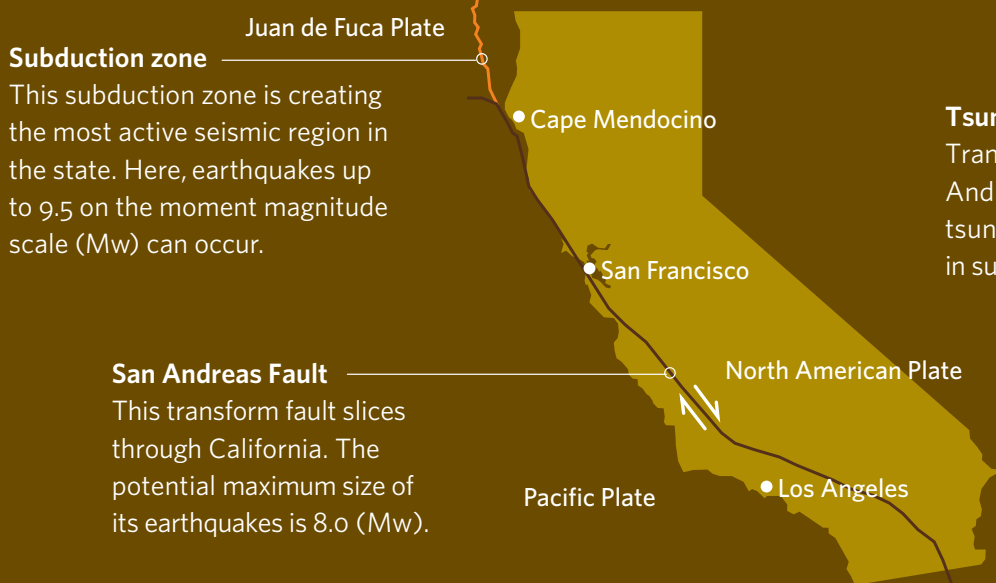 Juan de Fuca Plate
Subduction zone
This subduction zone is creating
the most active seismic region in
the state. Here, earthquakes up
to 9.5 on the moment magnitude
scale (Mw) can occur.
Cape Mendocino
San Francisco
San Andreas Fault
This transform fault slices
through California. The
potential maximum size of
its earthquakes is 8.0 (Mw).
North American Plate
Pacific Plate
Los Angeles
in